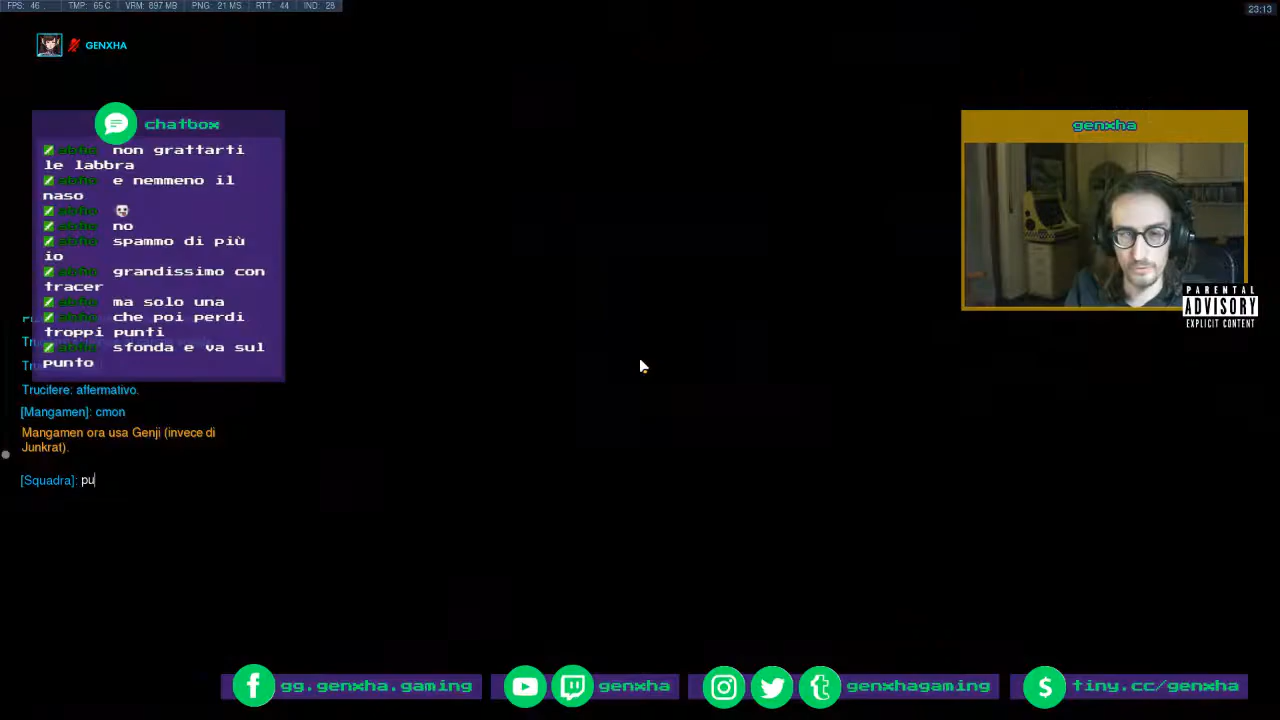 FPS: 46 TMP: 65 C VRM: 897 MB PNG: 21 MS RTT: 44 IND: 28
23:13
GENXHA
chatbox
non grattarti
le labbra
e nemmeno il
naso
no
spammo di più
io
grandissimo con
tracer
ma solo una
che poi perdi
troppi punti
sfonda e va sul
punto
genxha
PARENTAL
ADVISORY
EXPLICIT CONTENT
Trucifere: affermativo.
[Mangamen]: cmon
Mangamen ora usa Genji (invece di
Junkrat).
[Squadra]: pu
gg.genxha.gaming
genxha
genxhagaming
tiny.cc/genxha